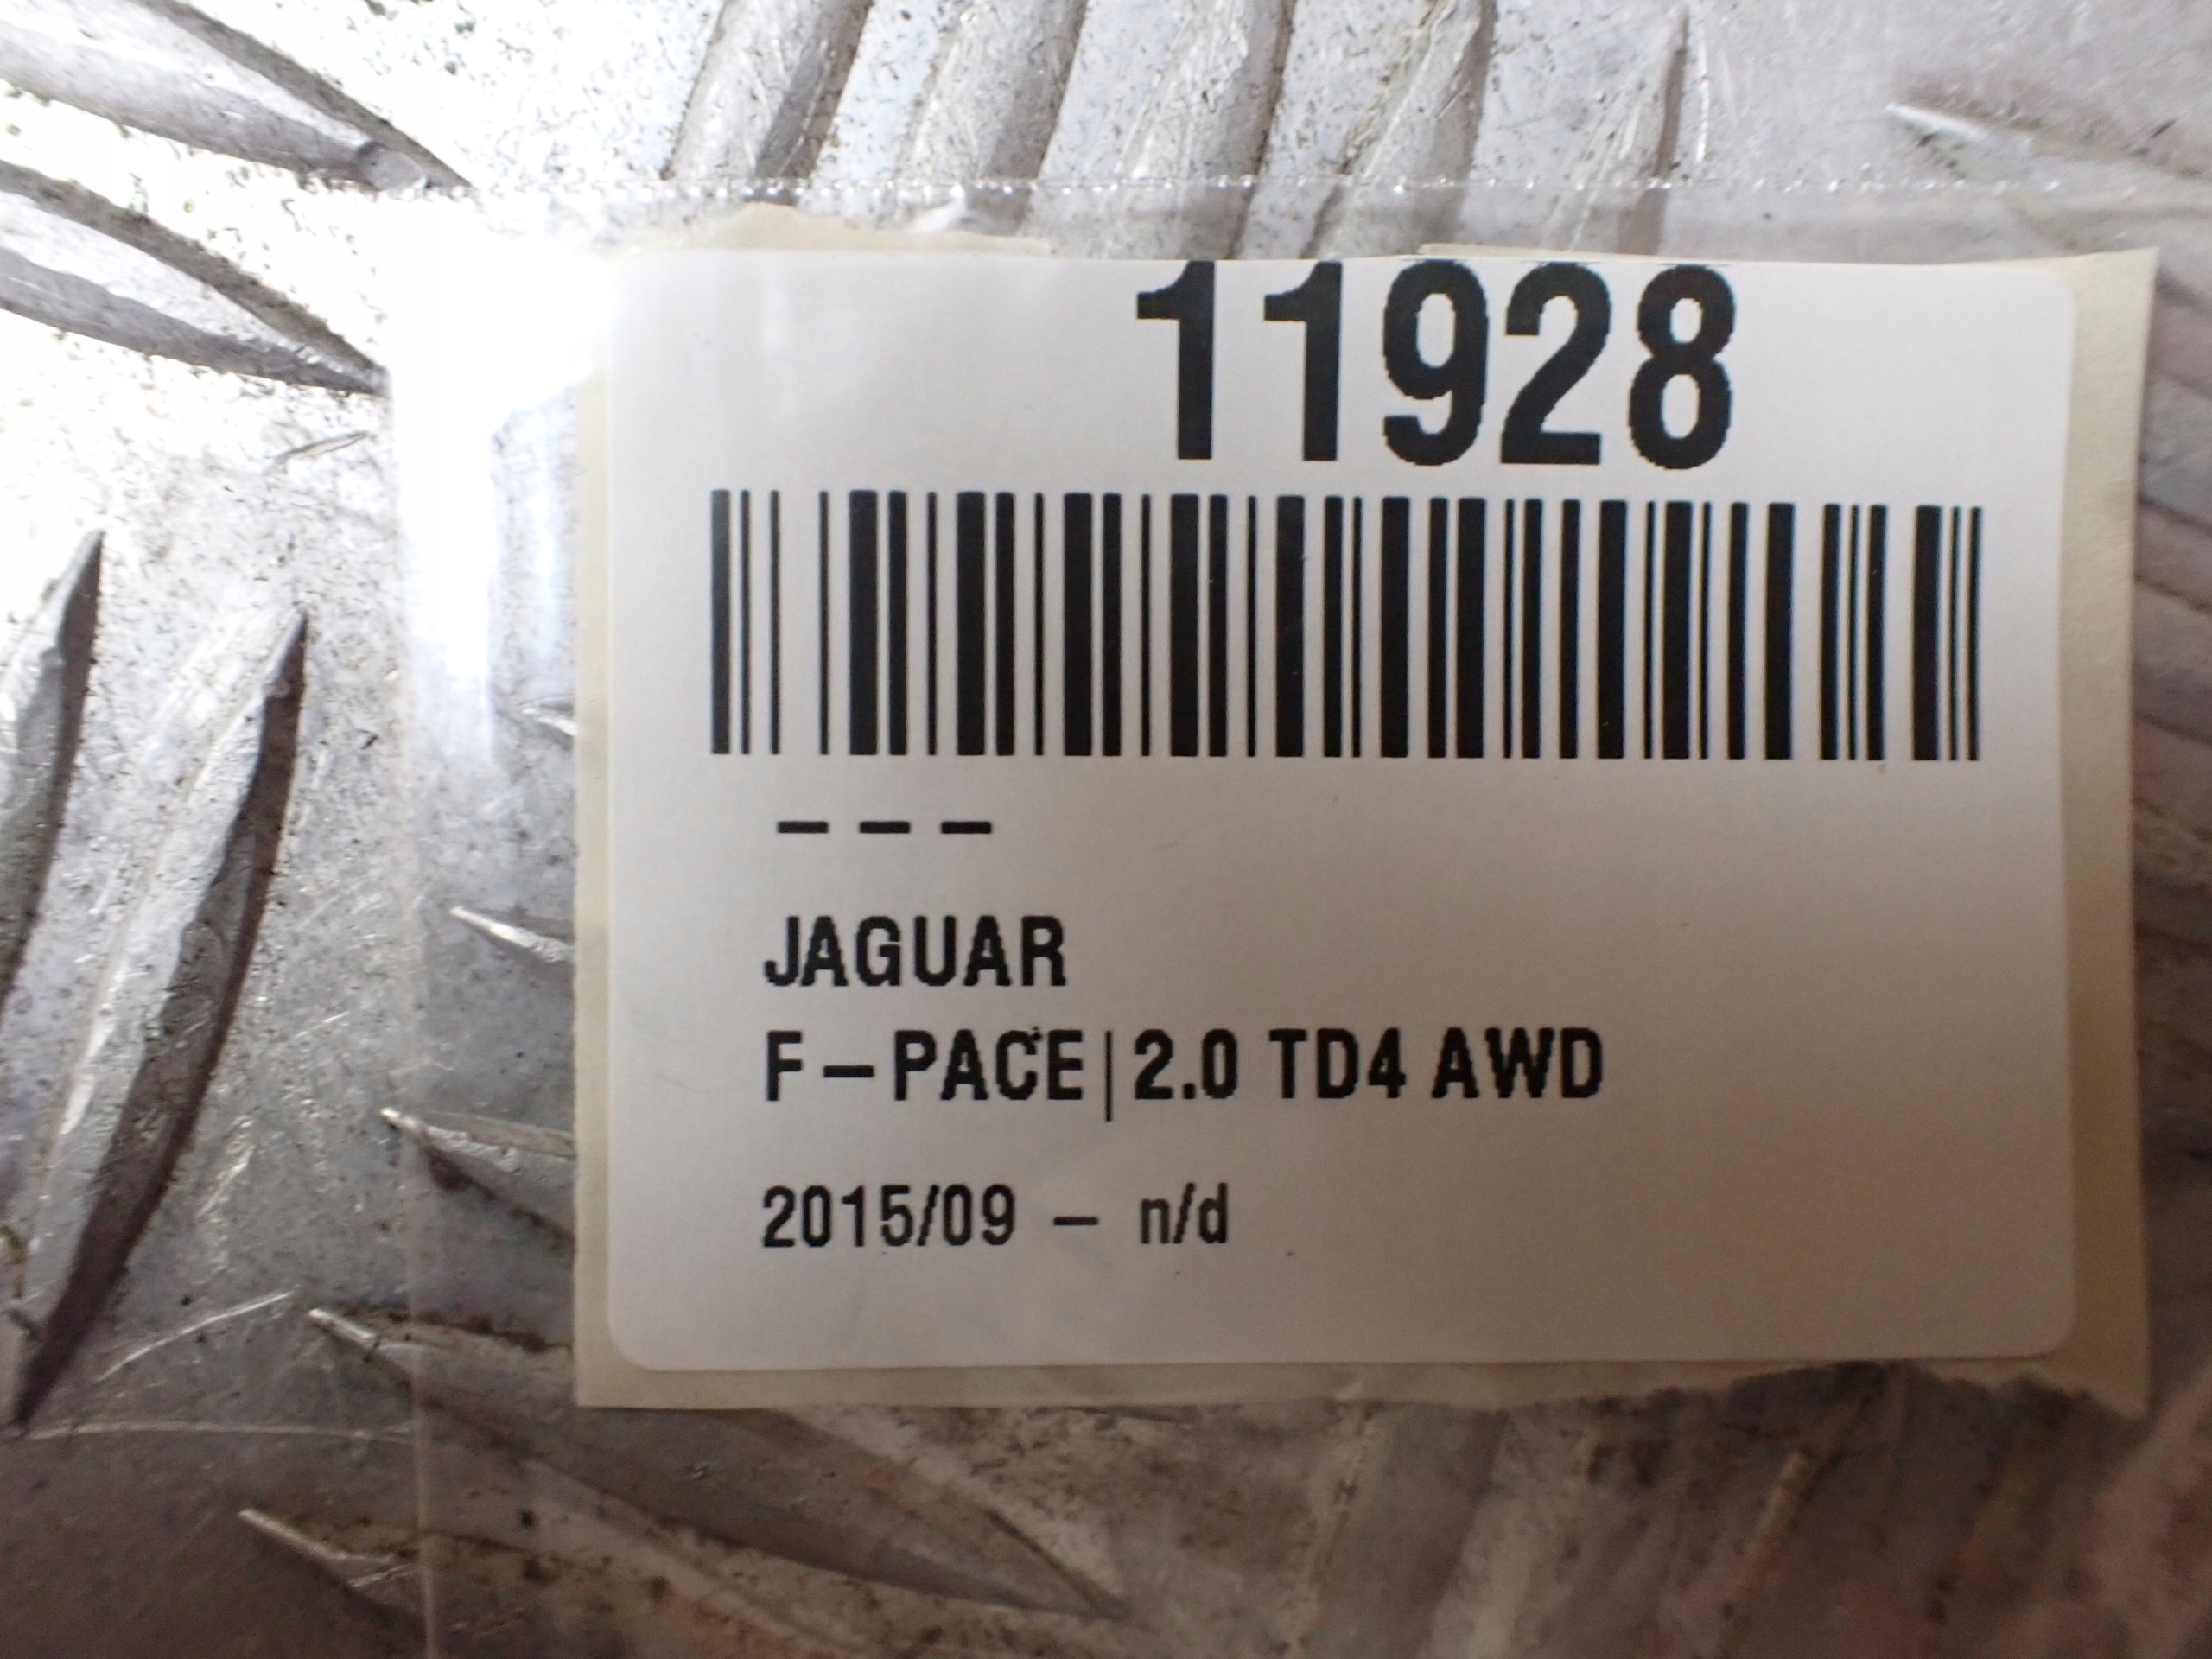 11928
– – –
JAGUAR
F–PACE|2.0 TD4 AWD
2015/09 – n/d